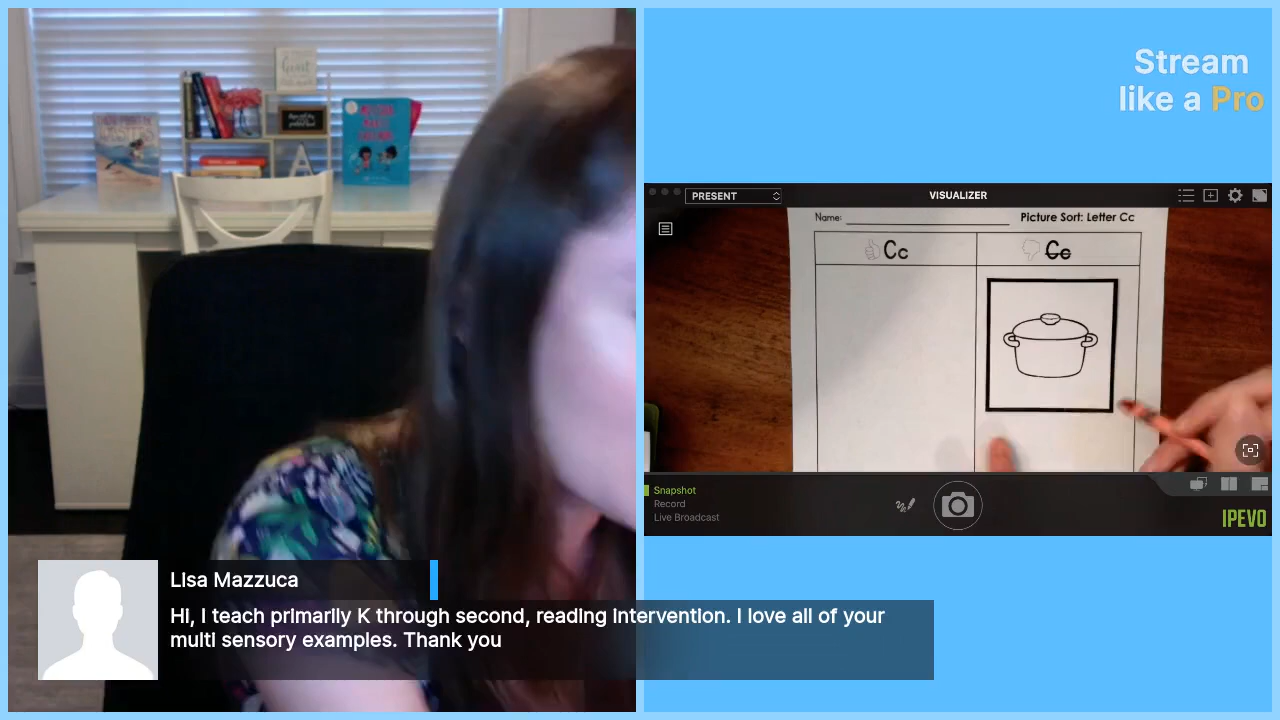 Stream
like a Pro
PRESENT
VISUALIZER
Name:
Picture Sort: Letter Cc
Cc
Cc
Snapshot
Record
Live Broadcast
IPEVO
Lisa Mazzuca
Hi, I teach primarily K through second, reading intervention. I love all of your
multi sensory examples. Thank you
A